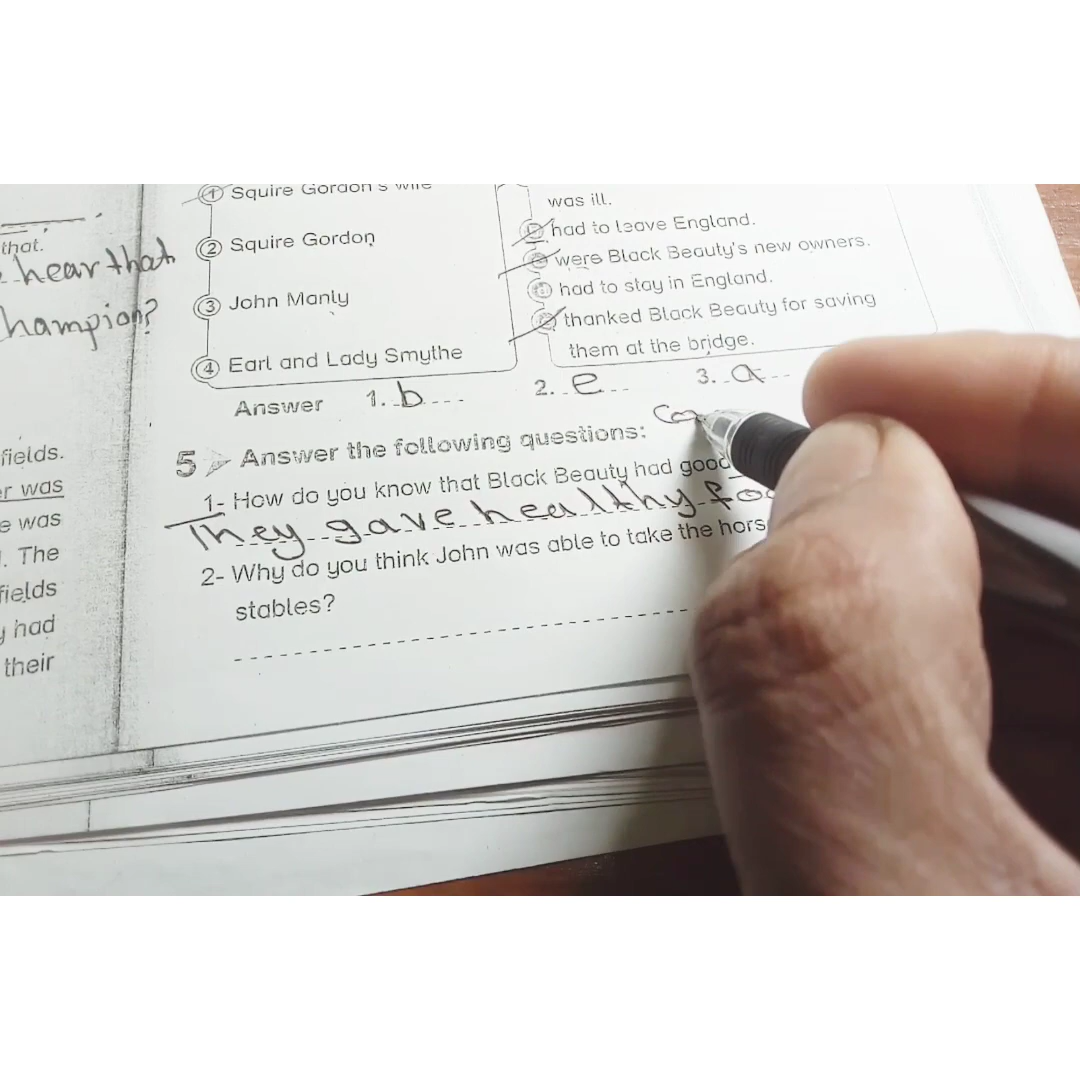 that.
hear that
hampion?
fields.
er was
e was
. The
fields
y had
their
1 Squire Gordon's wife
2 Squire Gordon
3 John Manly
4 Earl and Lady Smythe
was ill.
had to leave England.
were Black Beauty's new owners.
had to stay in England.
thanked Black Beauty for saving
them at the bridge.
Answer 1. b 2. e 3. a
5 Answer the following questions:
1- How do you know that Black Beauty had good
They gave healthy
2- Why do you think John was able to take the
stables?